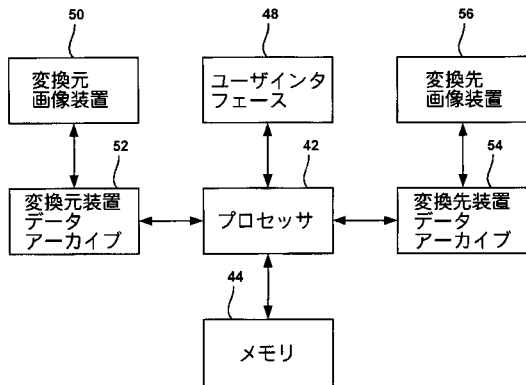 50
48
56
変換元
画像装置
ユーザインタ
フェース
変換先
画像装置
52
42
54
変換元装置
データ
アーカイブ
プロセッサ
変換先装置
データ
アーカイブ
44
メモリ